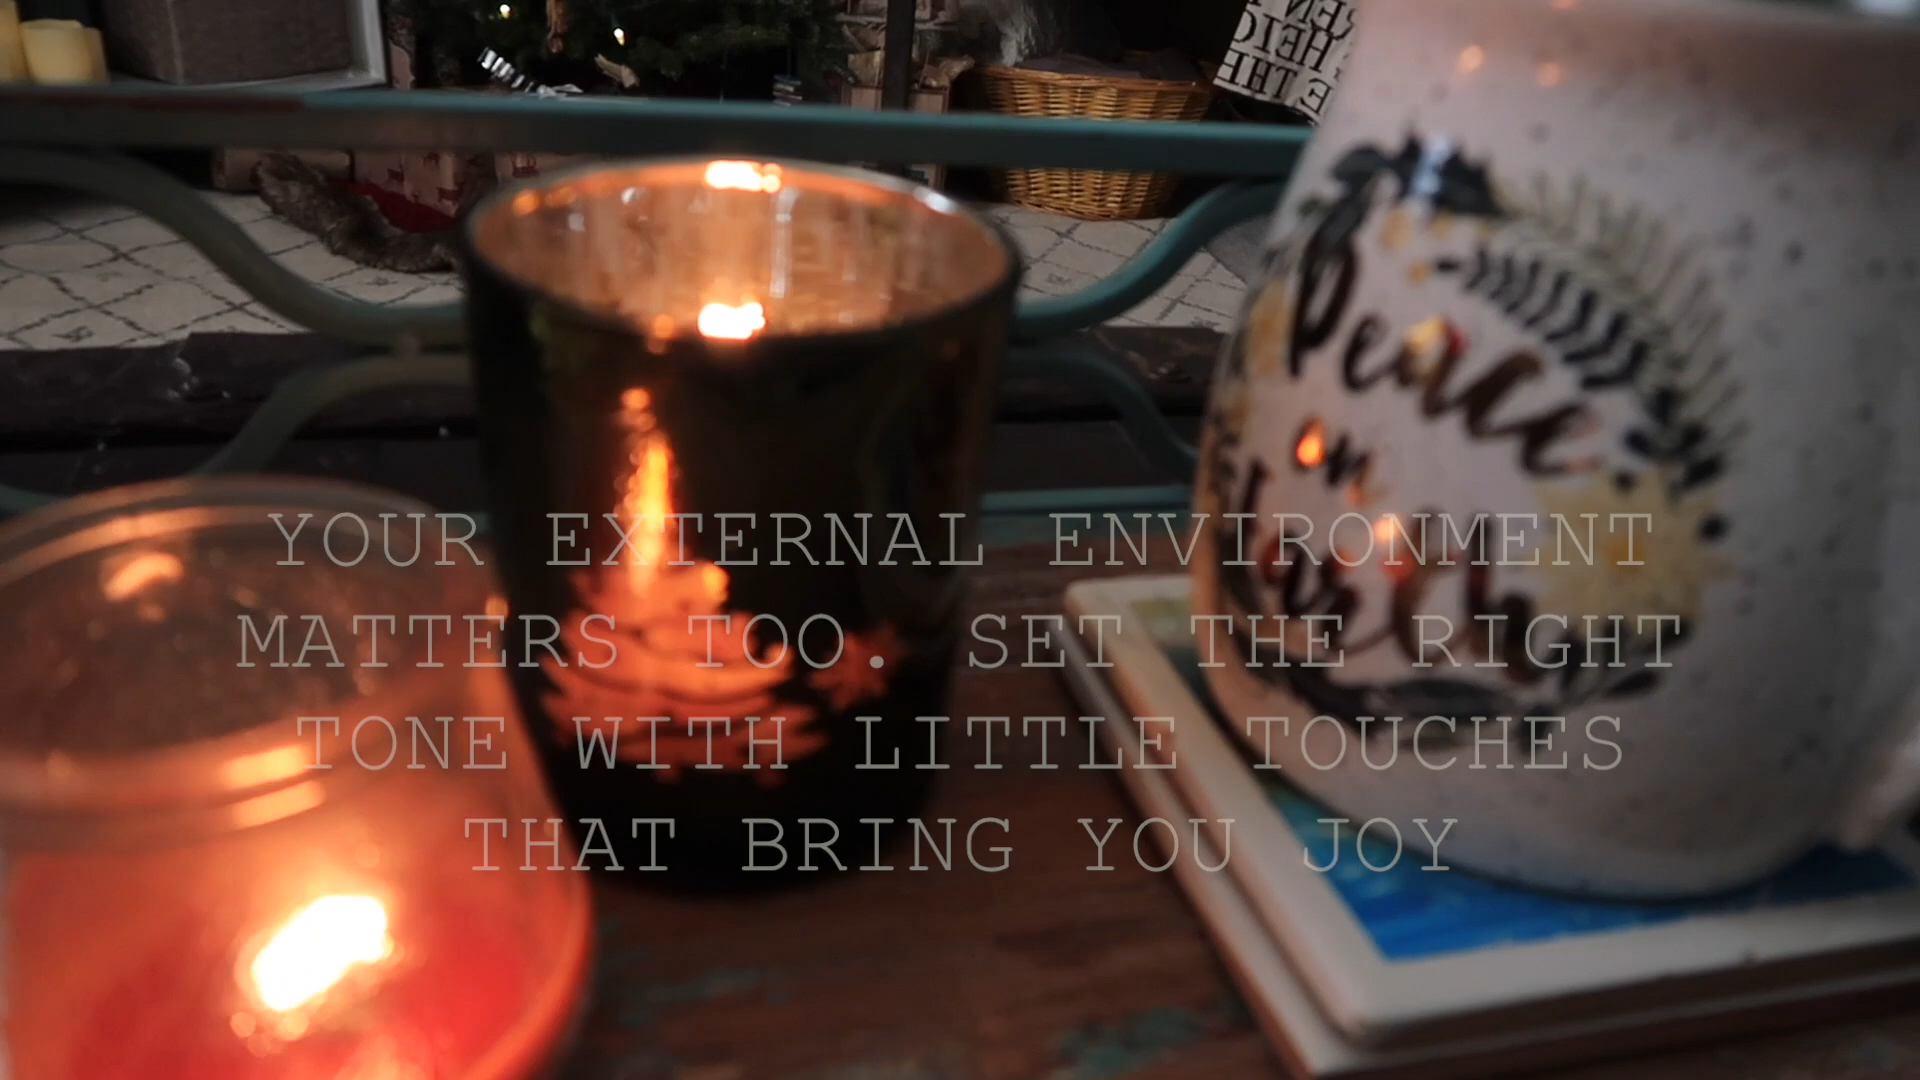 Peace
on
Earth
YOUR EXTERNAL ENVIRONMENT
MATTERS TOO. SET THE RIGHT
TONE WITH LITTLE TOUCHES
THAT BRING YOU JOY